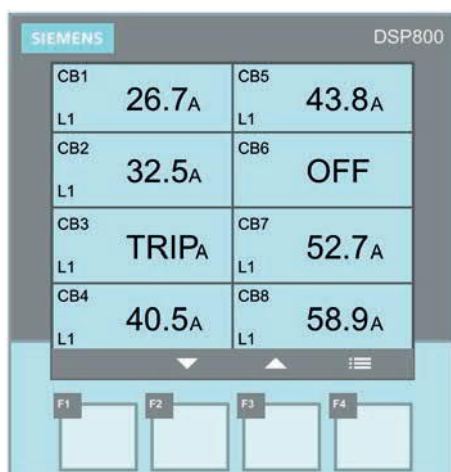 SIEMENS DSP800
CB1 CB5
26.7A 43.8A
L1 L1
CB2 CB6
32.5A OFF
L1
CB3 CB7
TRIPA 52.7A
L1 L1
CB4 CB8
40.5A 58.9A
L1 L1
F1 F2 F3 F4